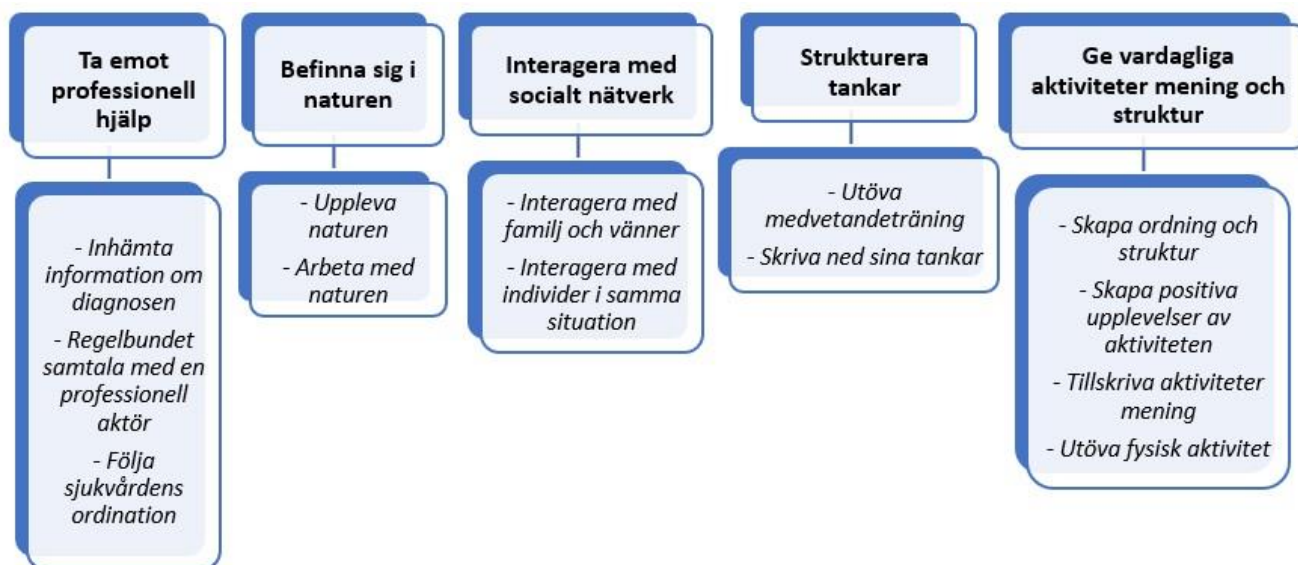 Ta emot
professionell
hjälp
- Inhämta
information om
diagnosen
- Regelbundet
samtala med en
professionell
aktör
- Följa
sjukvårdens
ordination
Befinna sig i
naturen
- Uppleva
naturen
- Arbeta med
naturen
Interagera med
socialt nätverk
- Interagera med
familj och vänner
- Interagera med
individer i samma
situation
Strukturera
tankar
- Utöva
medvetandeträning
- Skriva ned sina tankar
Ge vardagliga
aktiviteter mening och
struktur
- Skapa ordning och
struktur
- Skapa positiva
upplevelser av
aktiviteten
- Tillskriva aktiviteter
mening
- Utöva fysisk aktivitet